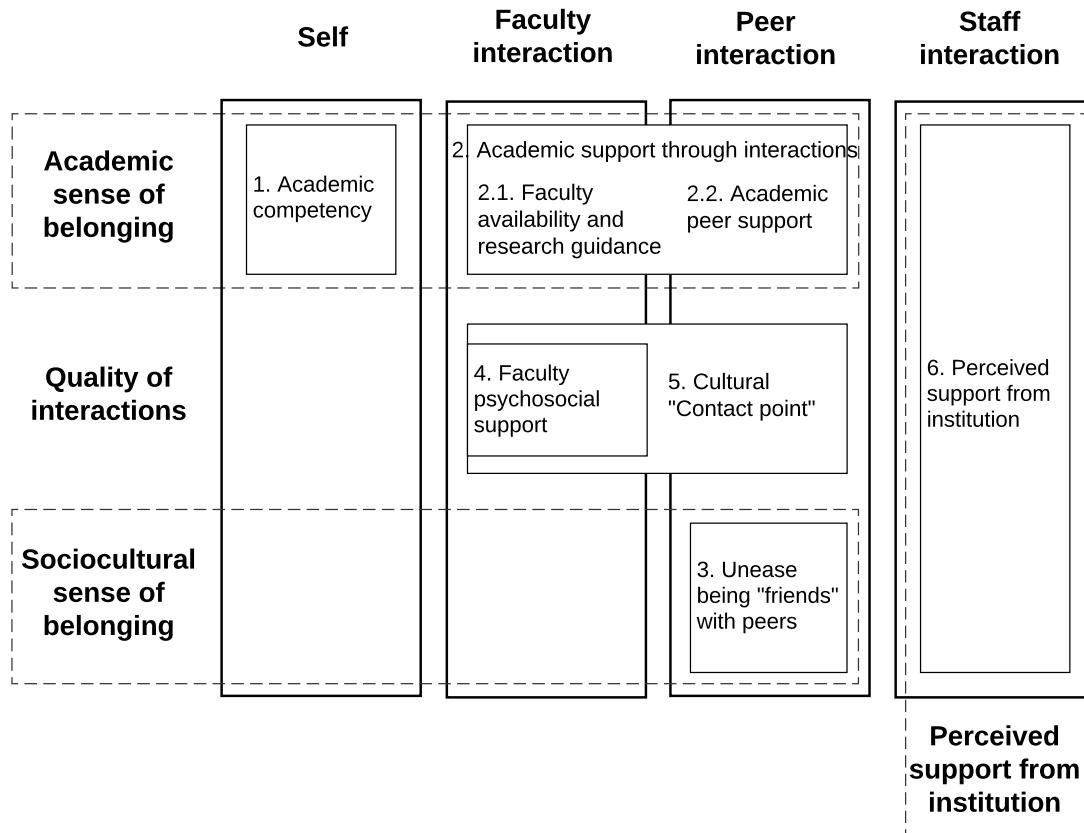 Self
Faculty
interaction
Peer
interaction
Staff
interaction
Academic
sense of
belonging
1. Academic
competency
2. Academic support through interactions
2.1. Faculty
availability and
research guidance
2.2. Academic
peer support
Quality of
interactions
4. Faculty
psychosocial
support
5. Cultural
"Contact point"
6. Perceived
support from
institution
Sociocultural
sense of
belonging
3. Unease
being "friends"
with peers
Perceived
support from
institution